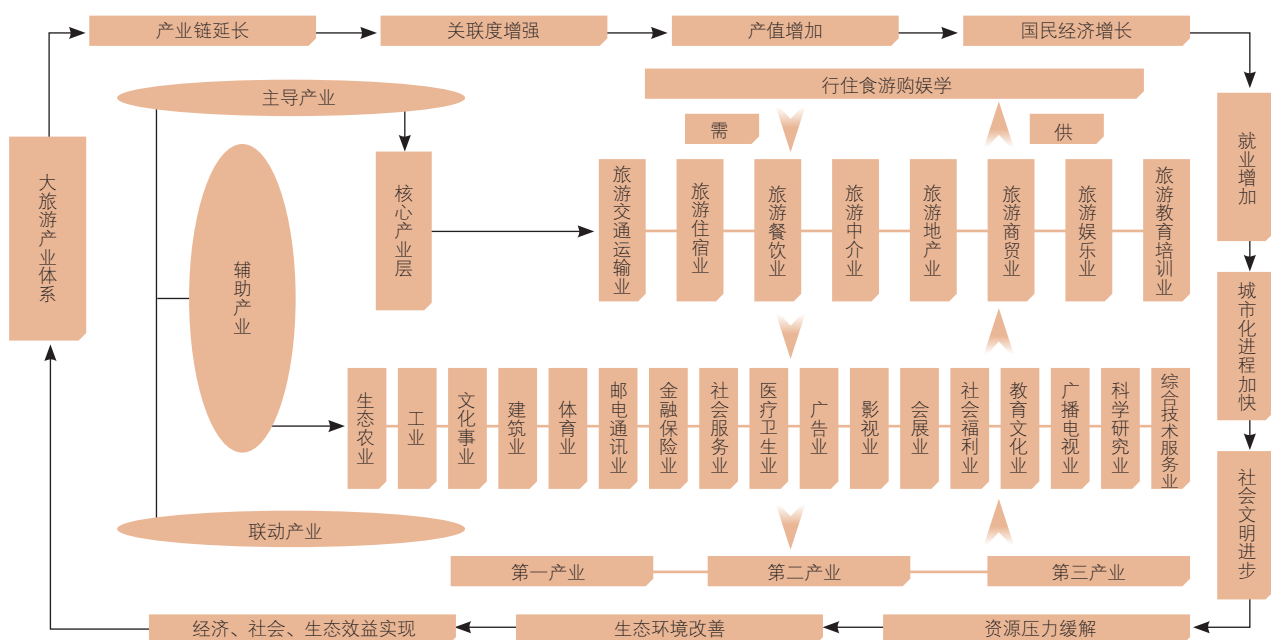 产业链延长
关联度增强
产值增加
国民经济增长
主导产业
行住食游购娱学
需
供
就业增加
大旅游产业体系
核心产业层
旅游交通运输业
旅游住宿业
旅游餐饮业
旅游中介业
旅游地产业
旅游商贸业
旅游娱乐业
旅游教育培训业
辅助产业
城市化进程加快
生态农业
工业
文化事业
建筑业
体育业
邮电通讯业
金融保险业
社会服务业
医疗卫生业
广告业
影视业
会展业
社会福利业
教育文化业
广播电视业
科学研究业
综合技术服务业
社会文明进步
联动产业
第一产业
第二产业
第三产业
经济、社会、生态效益实现
生态环境改善
资源压力缓解